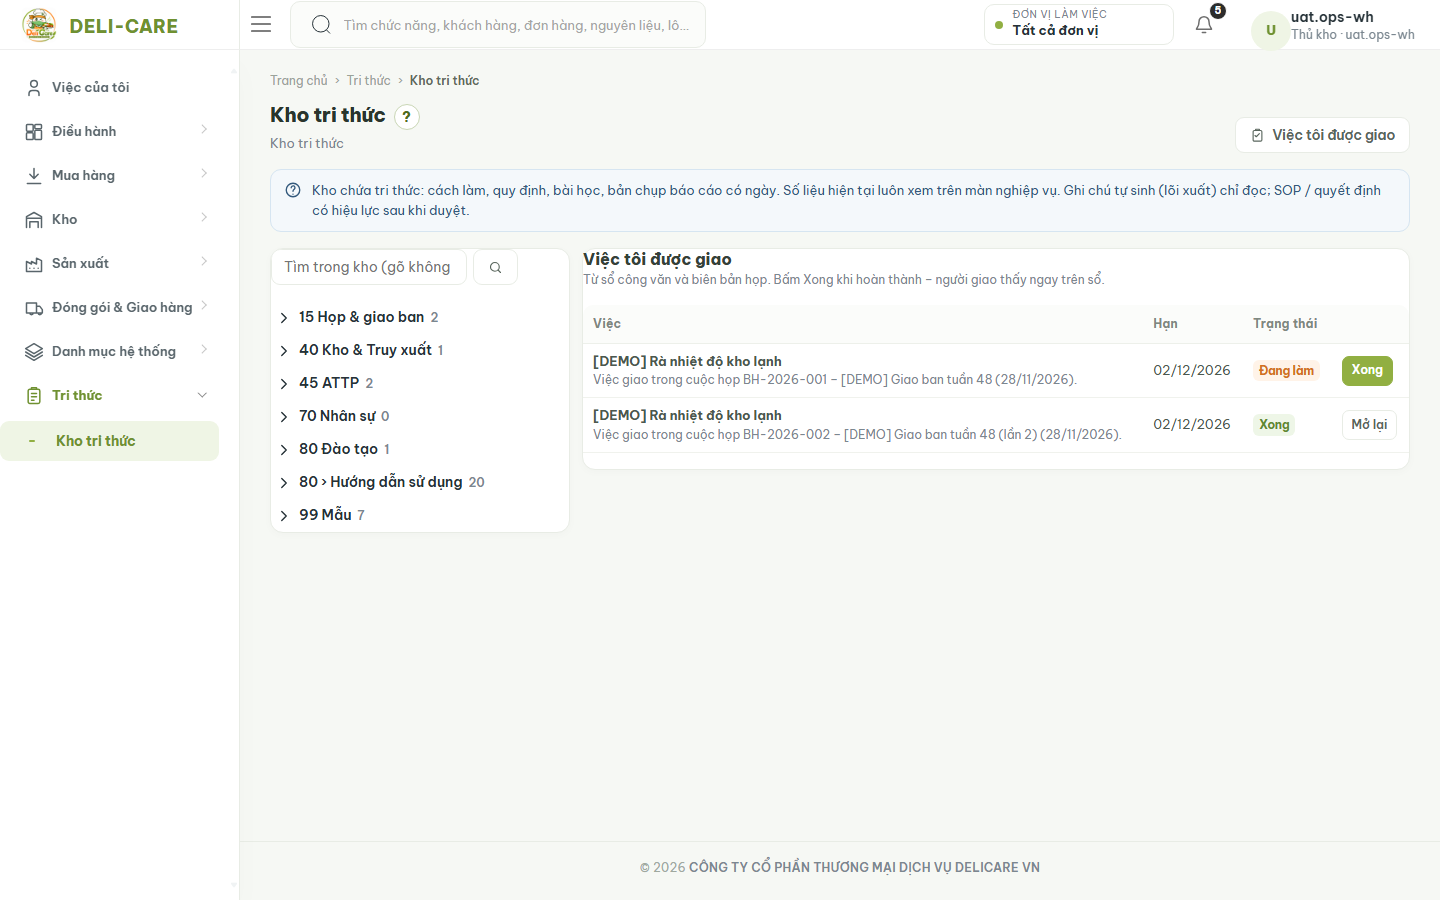 DELI-CARE
Tìm chức năng, khách hàng, đơn hàng, nguyên liệu, lô...
ĐƠN VỊ LÀM VIỆC
Tất cả đơn vị
5
U
uat.ops-wh
Thủ kho · uat.ops-wh
Việc của tôi
Điều hành
Mua hàng
Kho
Sản xuất
Đóng gói & Giao hàng
Danh mục hệ thống
Tri thức
Kho tri thức
Trang chủ › Tri thức › Kho tri thức
Kho tri thức ?
Kho tri thức
Việc tôi được giao
Kho chứa tri thức: cách làm, quy định, bài học, bản chụp báo cáo có ngày. Số liệu hiện tại luôn xem trên màn nghiệp vụ. Ghi chú tự sinh (lõi xuất) chỉ đọc; SOP / quyết định
có hiệu lực sau khi duyệt.
Tìm trong kho (gõ không
15 Họp & giao ban 2
40 Kho & Truy xuất 1
45 ATTP 2
70 Nhân sự 0
80 Đào tạo 1
80 › Hướng dẫn sử dụng 20
99 Mẫu 7
Việc tôi được giao
Từ sổ công văn và biên bản họp. Bấm Xong khi hoàn thành – người giao thấy ngay trên sổ.
Việc Hạn Trạng thái
[DEMO] Rà nhiệt độ kho lạnh
Việc giao trong cuộc họp BH-2026-001 – [DEMO] Giao ban tuần 48 (28/11/2026).
02/12/2026 Đang làm Xong
[DEMO] Rà nhiệt độ kho lạnh
Việc giao trong cuộc họp BH-2026-002 – [DEMO] Giao ban tuần 48 (lần 2) (28/11/2026).
02/12/2026 Xong Mở lại
© 2026 CÔNG TY CỔ PHẦN THƯƠNG MẠI DỊCH VỤ DELICARE VN